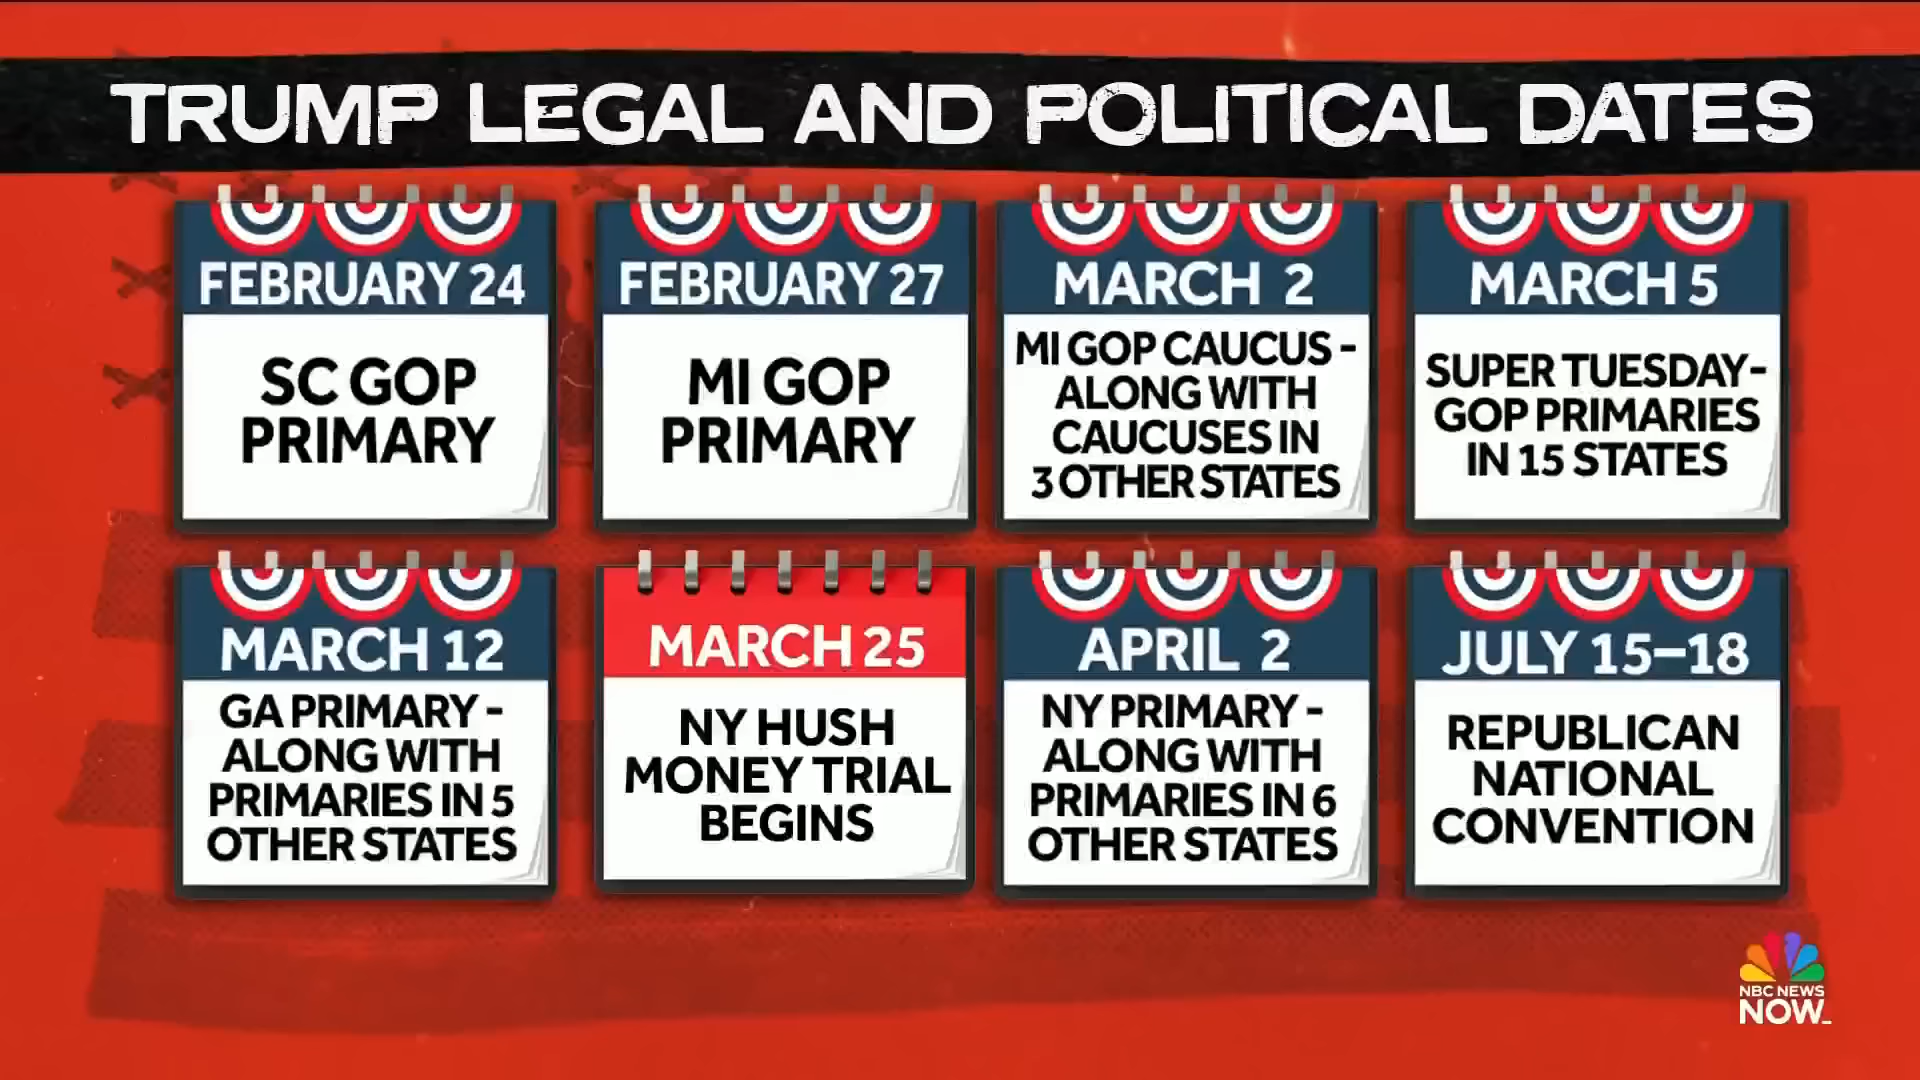 TRUMP LEGAL AND POLITICAL DATES
FEBRUARY 24
SC GOP
PRIMARY
FEBRUARY 27
MI GOP
PRIMARY
MARCH 2
MI GOP CAUCUS -
ALONG WITH
CAUCUSES IN
3 OTHER STATES
MARCH 5
SUPER TUESDAY-
GOP PRIMARIES
IN 15 STATES
MARCH 12
GA PRIMARY -
ALONG WITH
PRIMARIES IN 5
OTHER STATES
MARCH 25
NY HUSH
MONEY TRIAL
BEGINS
APRIL 2
NY PRIMARY -
ALONG WITH
PRIMARIES IN 6
OTHER STATES
JULY 15–18
REPUBLICAN
NATIONAL
CONVENTION
NBC NEWS
NOW_